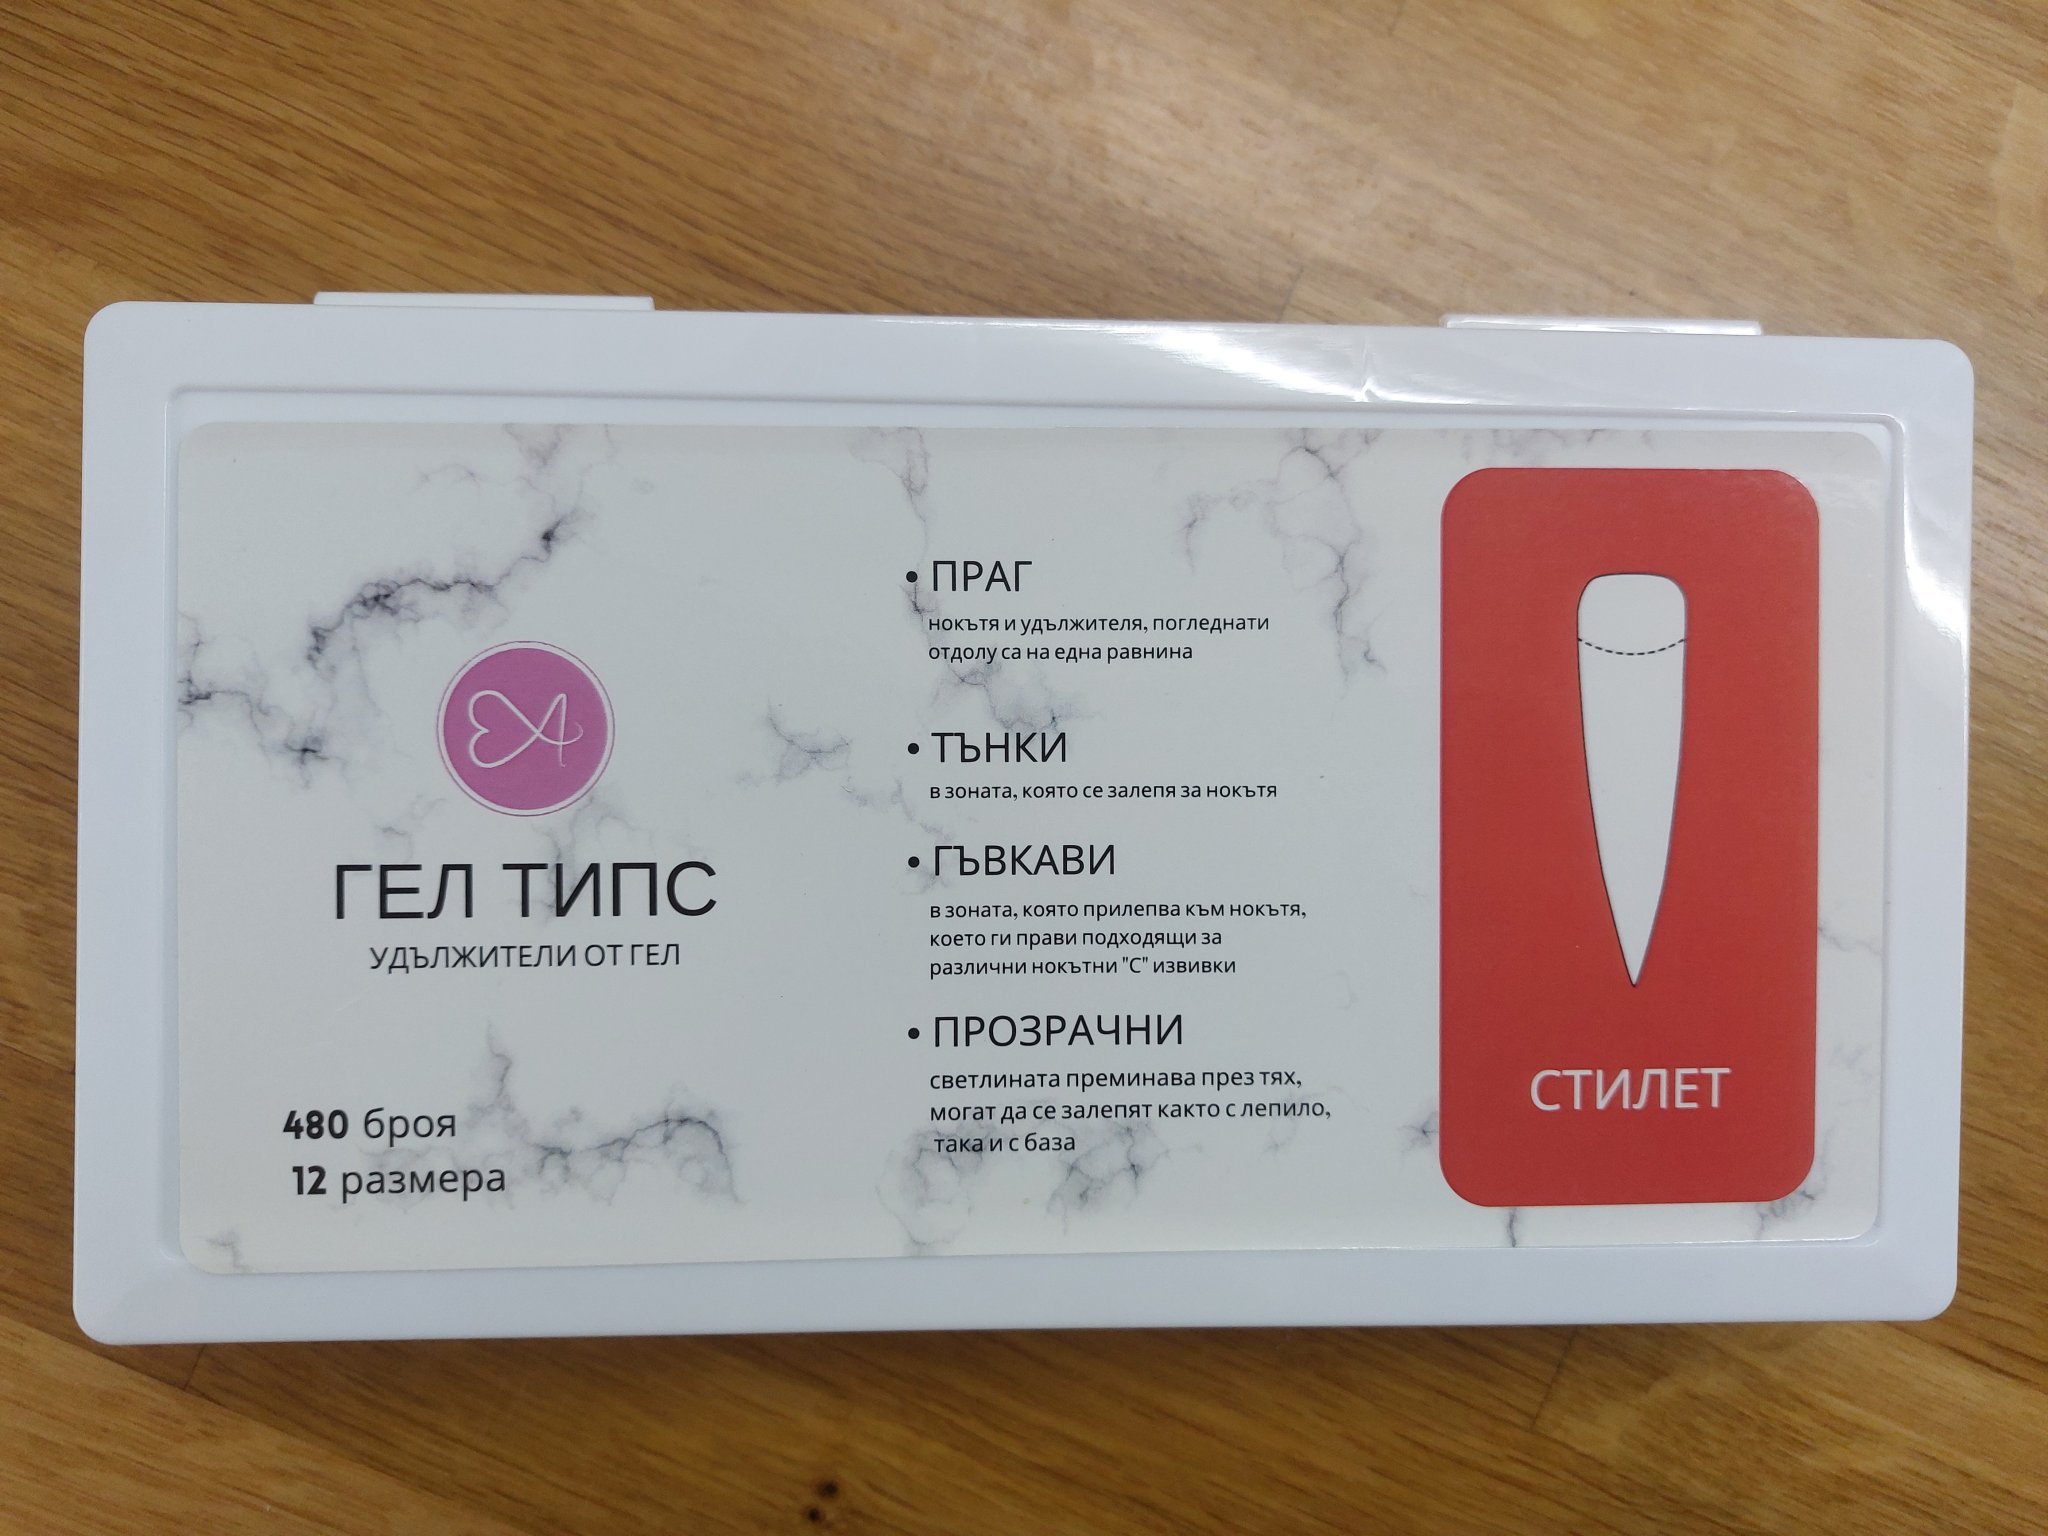 ГЕЛ ТИПС
УДЪЛЖИТЕЛИ ОТ ГЕЛ
480 броя
12 размера
• ПРАГ
нокътя и удължителя, погледнати
отдолу са на една равнина
• ТЪНКИ
в зоната, която се залепя за нокътя
• ГЪВКАВИ
в зоната, която прилепва към нокътя,
което ги прави подходящи за
различни нокътни "С" извивки
• ПРОЗРАЧНИ
светлината преминава през тях,
могат да се залепят както с лепило,
така и с база
СТИЛЕТ